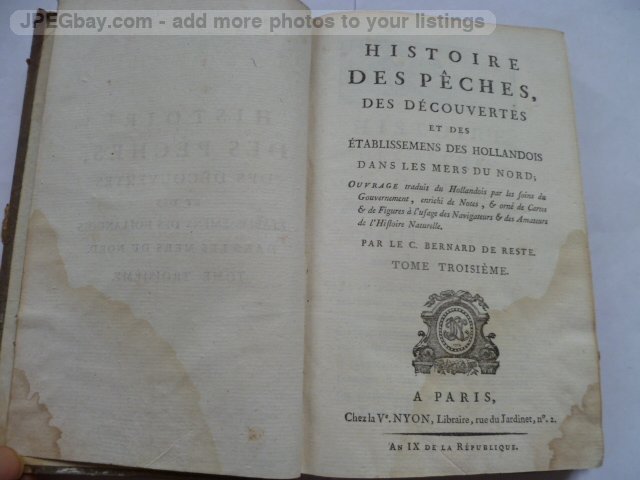 JPEGbay.com - add more photos to your listings
HISTOIRE
DES PÊCHES,
DES DÉCOUVERTES
ET DES
ÉTABLISSEMENS DES HOLLANDOIS
DANS LES MERS DU NORD;
OUVRAGE traduit du Hollandois par les soins du
Gouvernement, enrichi de Notes, & orné de Cartes
& de Figures à l'usage des Navigateurs & des Amateurs
de l'Histoire Naturelle.
PAR LE C. BERNARD DE RESTE.
TOME TROISIÈME.
A PARIS,
Chez la Ve. NYON, Libraire, rue du Jardinet, n°. 2.
AN IX DE LA RÉPUBLIQUE.